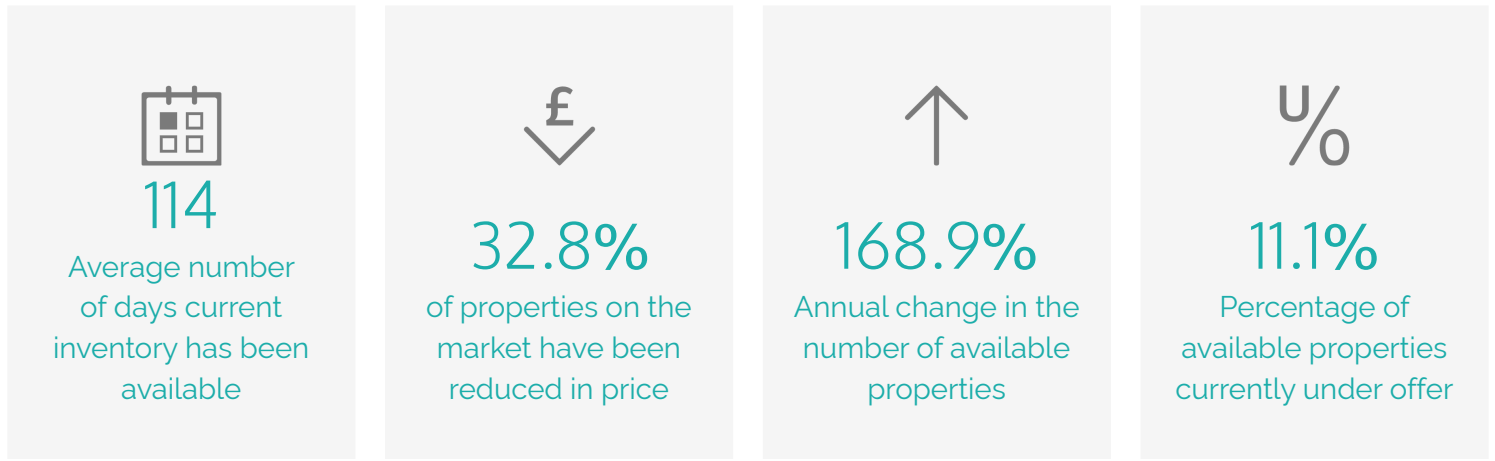 114
Average number
of days current
inventory has been
available
£
32.8%
of properties on the
market have been
reduced in price
168.9%
Annual change in the
number of available
properties
U%
11.1%
Percentage of
available properties
currently under offer